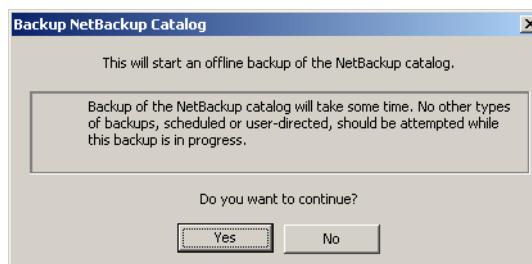 Backup NetBackup Catalog
This will start an offline backup of the NetBackup catalog.
Backup of the NetBackup catalog will take some time. No other types
of backups, scheduled or user-directed, should be attempted while
this backup is in progress.
Do you want to continue?
Yes
No